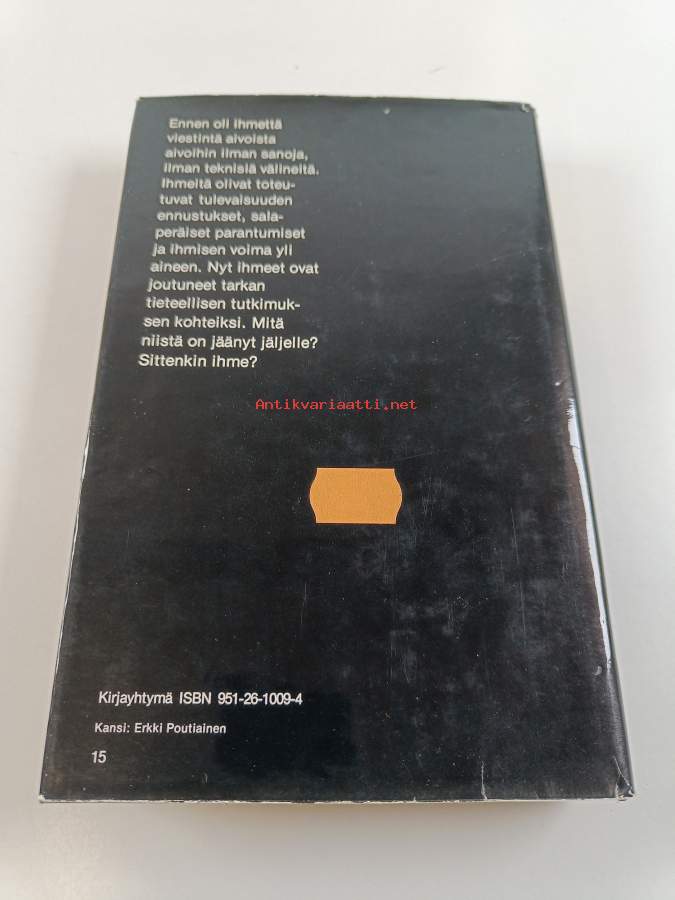 Ennen oli ihmettä
viestintä aivoista
aivoihin ilman sanoja,
ilman teknisiä välineitä.
Ihmeitä olivat toteu-
tuvat tulevaisuuden
ennustukset, sala-
peräiset parantumiset
ja ihmisen voima yli
aineen. Nyt ihmeet ovat
joutuneet tarkan
tieteellisen tutkimuk-
sen kohteiksi. Mitä
niistä on jäänyt jäljelle?
Sittenkin ihme?
Antikvariaatti.net
Kirjayhtymä ISBN 951-26-1009-4
Kansi: Erkki Poutiainen
15